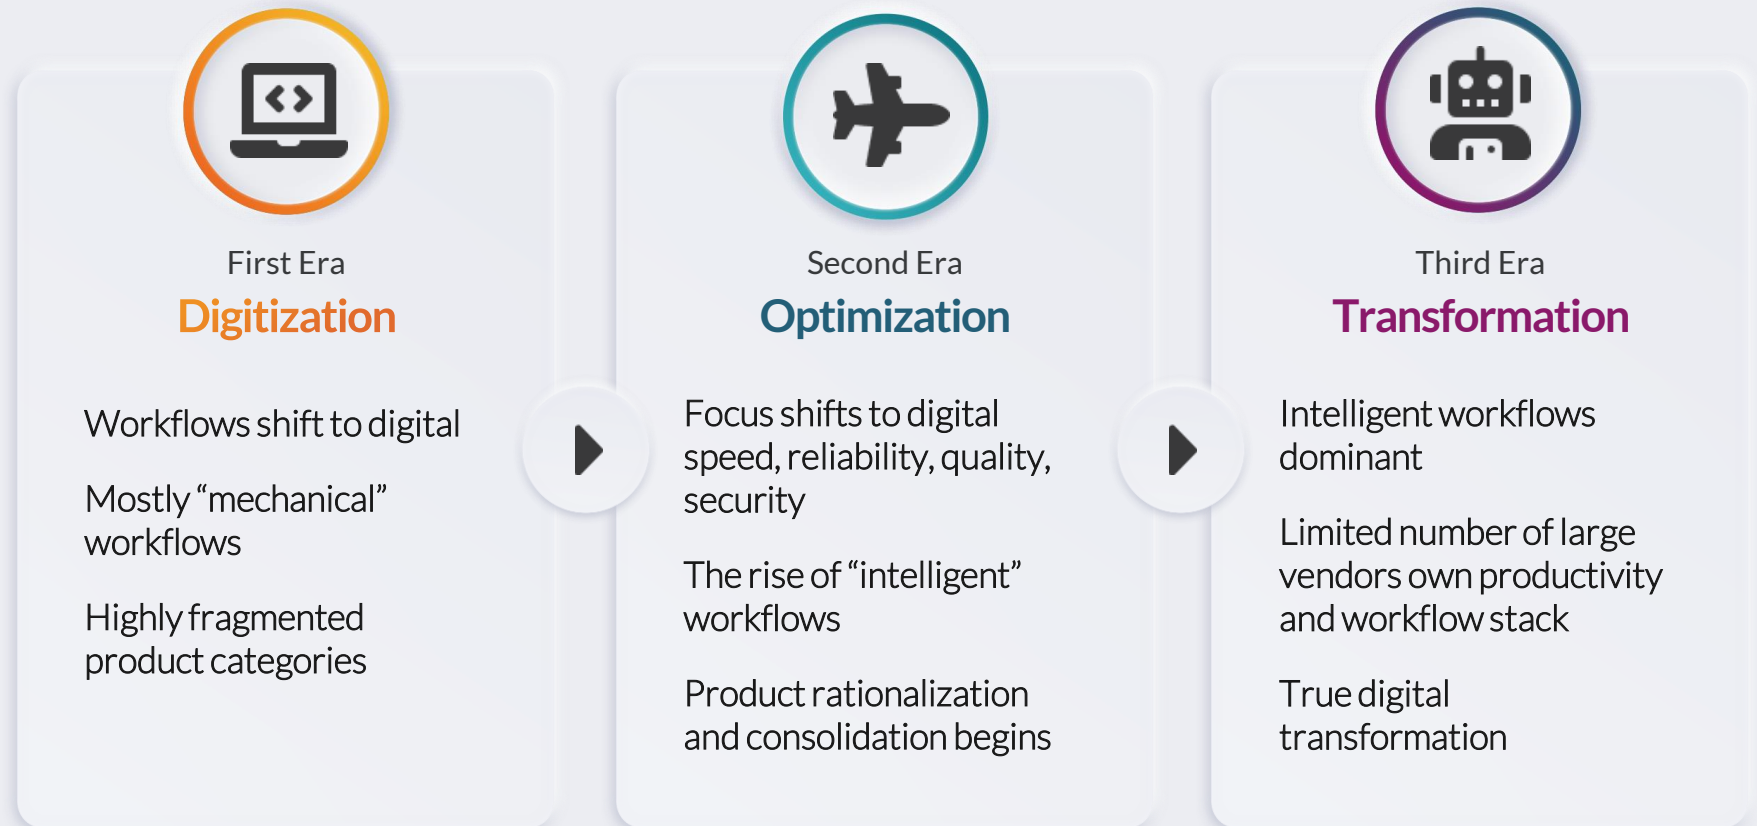 First Era
Digitization
Workflows shift to digital
Mostly “mechanical”
workflows
Highly fragmented
product categories
Second Era
Optimization
Focus shifts to digital
speed, reliability, quality,
security
The rise of “intelligent”
workflows
Product rationalization
and consolidation begins
Third Era
Transformation
Intelligent workflows
dominant
Limited number of large
vendors own productivity
and workflow stack
True digital
transformation